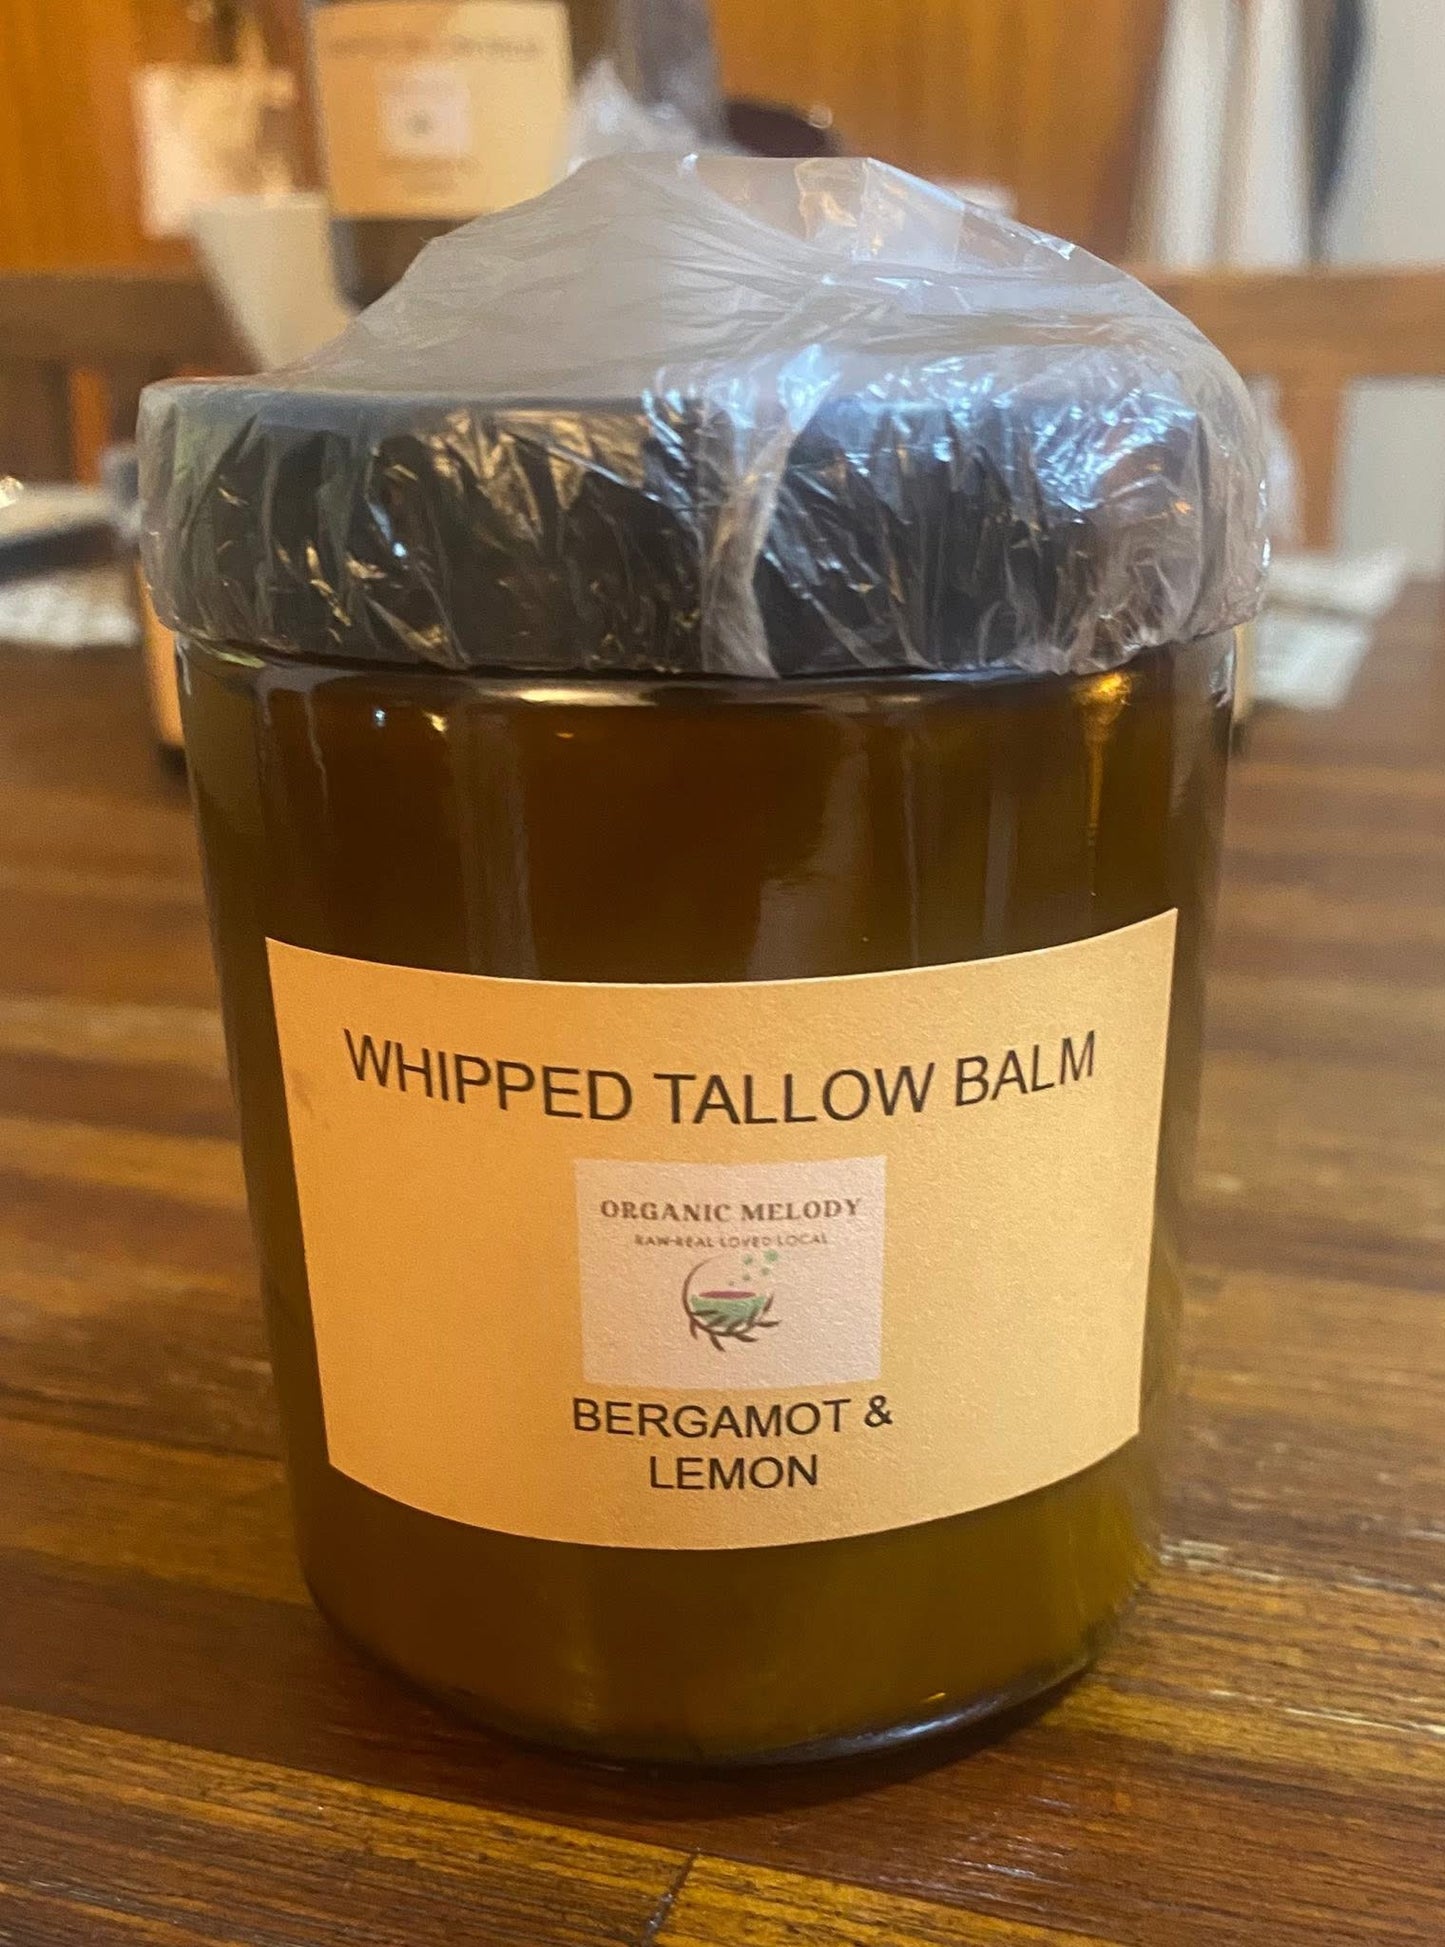 WHIPPED TALLOW BALM
ORGANIC MELODY
RAW·REAL·LOVED·LOCAL
BERGAMOT &
LEMON